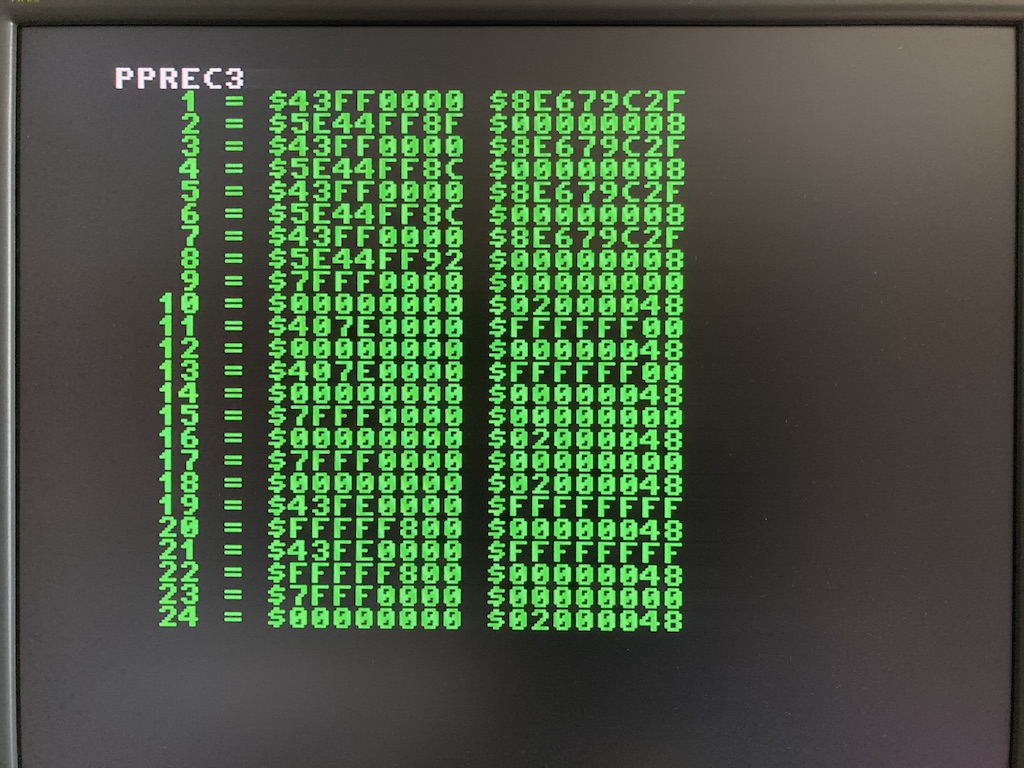 PPREC3
1 = $43FF0000 $8E679C2F
2 = $5E44FF8F $00000008
3 = $43FF0000 $8E679C2F
4 = $5E44FF8C $00000008
5 = $43FF0000 $8E679C2F
6 = $5E44FF8C $00000008
7 = $43FF0000 $8E679C2F
8 = $5E44FF92 $00000008
9 = $7FFF0000 $00000000
10 = $00000000 $02000048
11 = $407E0000 $FFFFFF00
12 = $00000000 $00000048
13 = $407E0000 $FFFFFF00
14 = $00000000 $00000048
15 = $7FFF0000 $00000000
16 = $00000000 $02000048
17 = $7FFF0000 $00000000
18 = $00000000 $02000048
19 = $43FE0000 $FFFFFFFF
20 = $FFFFF800 $00000048
21 = $43FE0000 $FFFFFFFF
22 = $FFFFF800 $00000048
23 = $7FFF0000 $00000000
24 = $00000000 $02000048